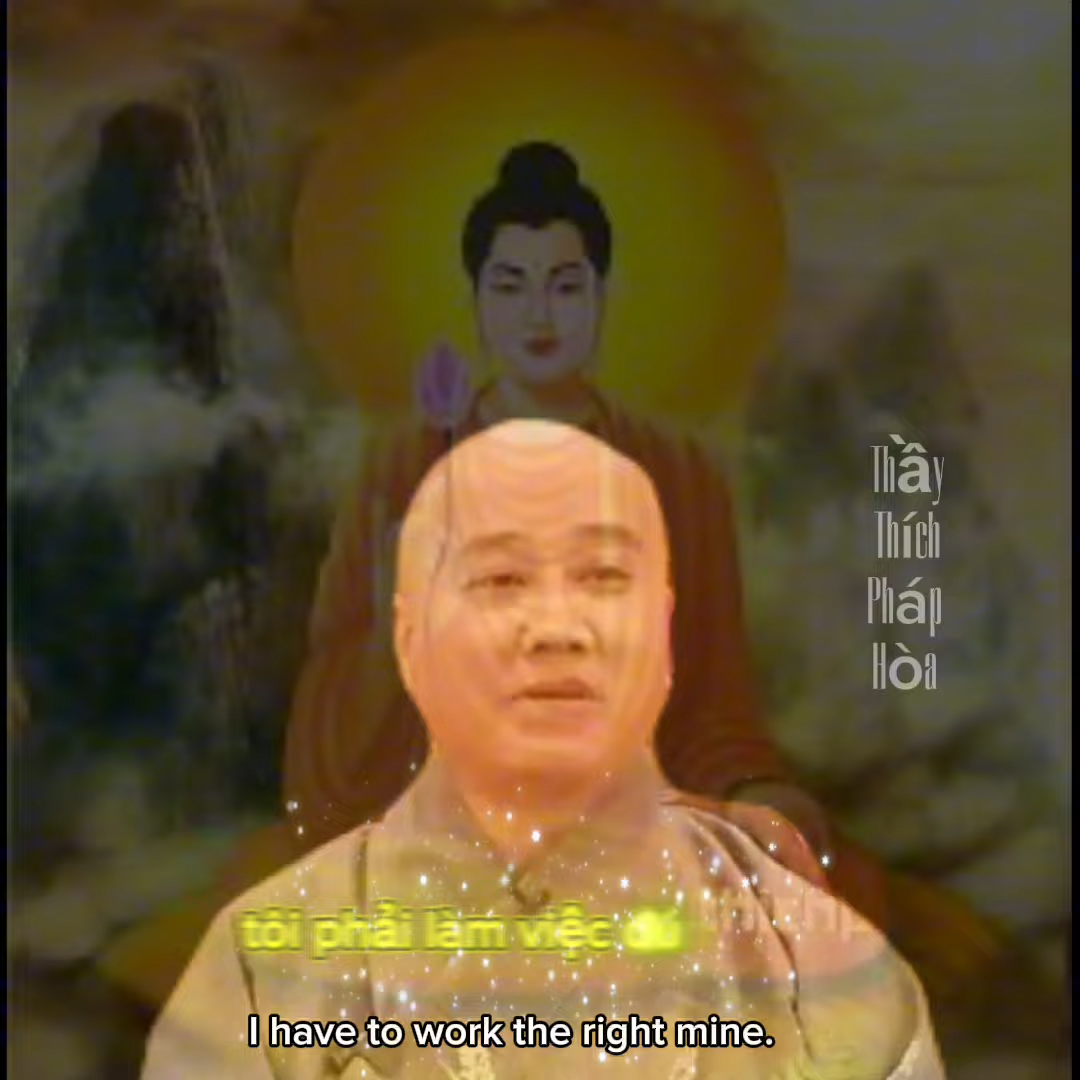 Thầy
Thích
Pháp
Hòa
tôi phải làm việc
I have to work the right mine.